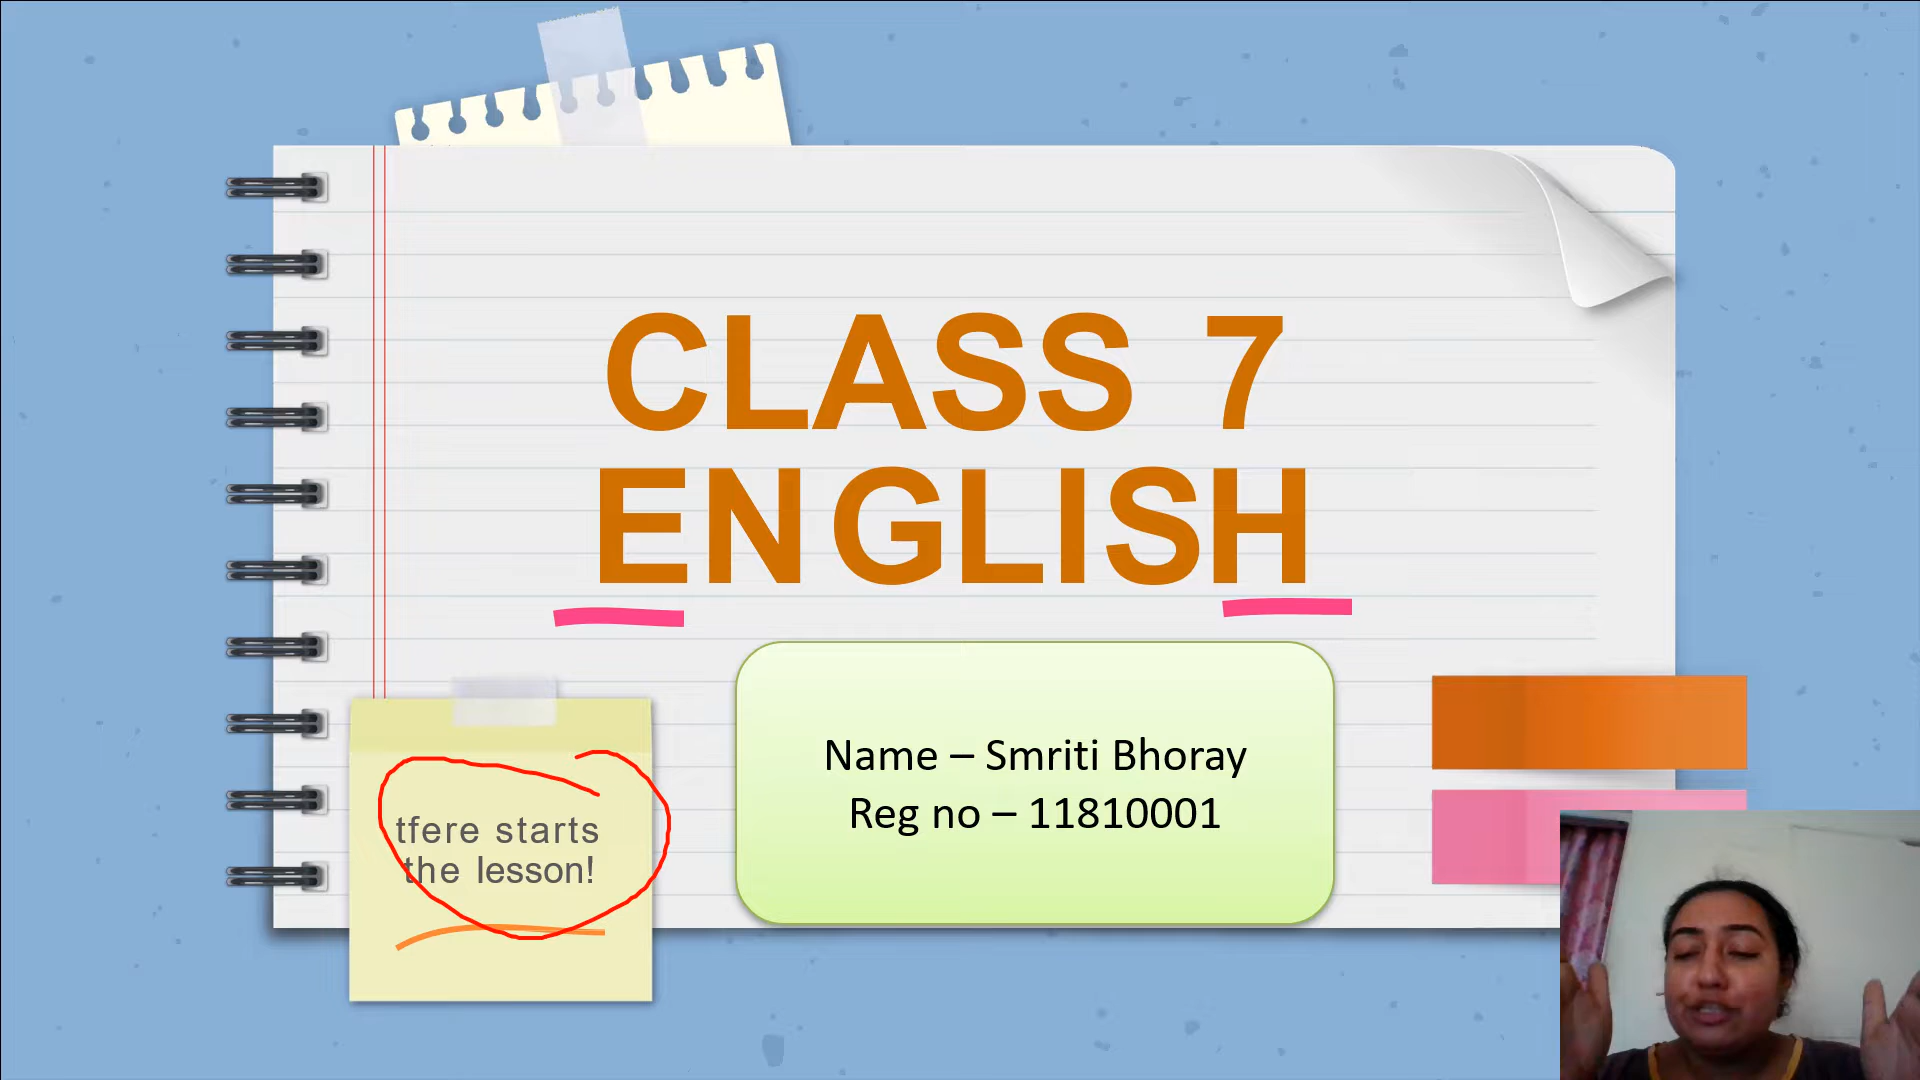 CLASS 7
ENGLISH
Name – Smriti Bhoray
Reg no – 11810001
tfere starts
the lesson!